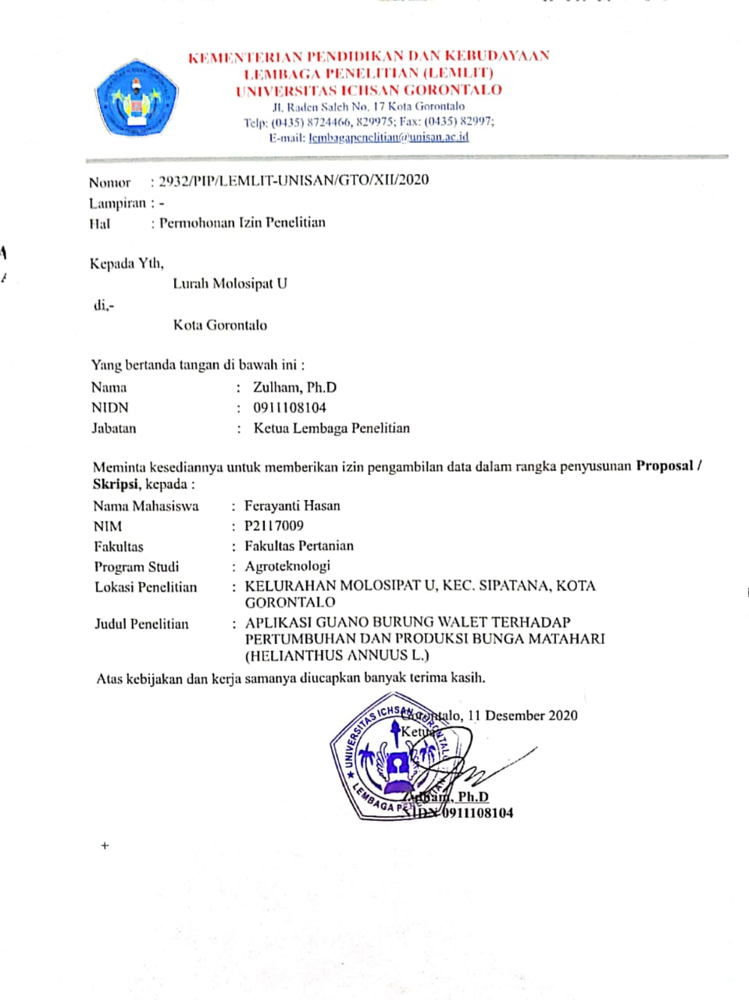 KEMENTERIAN PENDIDIKAN DAN KEBUDAYAAN
LEMBAGA PENELITIAN (LEMLIT)
UNIVERSITAS ICHSAN GORONTALO
Jl. Raden Saleh No. 17 Kota Gorontalo
Telp: (0435) 8724466, 829975; Fax: (0435) 82997;
E-mail: lembagapenelitian@unisan.ac.id
Nomor : 2932/PIP/LEMLIT-UNISAN/GTO/XII/2020
Lampiran : -
Hal : Permohonan Izin Penelitian
Kepada Yth,
Lurah Molosipat U
di,-
Kota Gorontalo
Yang bertanda tangan di bawah ini :
Nama : Zulham, Ph.D
NIDN : 0911108104
Jabatan : Ketua Lembaga Penelitian
Meminta kesediannya untuk memberikan izin pengambilan data dalam rangka penyusunan Proposal /
Skripsi, kepada :
Nama Mahasiswa : Ferayanti Hasan
NIM : P2117009
Fakultas : Fakultas Pertanian
Program Studi : Agroteknologi
Lokasi Penelitian : KELURAHAN MOLOSIPAT U, KEC. SIPATANA, KOTA
GORONTALO
Judul Penelitian : APLIKASI GUANO BURUNG WALET TERHADAP
PERTUMBUHAN DAN PRODUKSI BUNGA MATAHARI
(HELIANTHUS ANNUUS L.)
Atas kebijakan dan kerja samanya diucapkan banyak terima kasih.
Gorontalo, 11 Desember 2020
Ketua
UNIVERSITAS ICHSAN GORONTALO
LEMBAGA PENELITIAN
Zulham, Ph.D
NIDN 0911108104
+